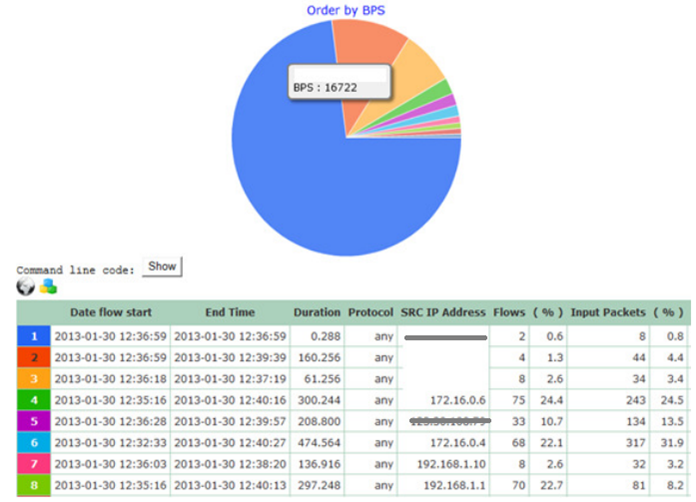 Order by BPS
BPS : 16722
Command line code: Show
Date flow start End Time Duration Protocol SRC IP Address Flows ( % ) Input Packets ( % )
1 2013-01-30 12:36:59 2013-01-30 12:36:59 0.288 any 2 0.6 8 0.8
2 2013-01-30 12:36:59 2013-01-30 12:39:39 160.256 any 4 1.3 44 4.4
3 2013-01-30 12:36:18 2013-01-30 12:37:19 61.256 any 8 2.6 34 3.4
4 2013-01-30 12:35:16 2013-01-30 12:40:16 300.244 any 172.16.0.6 75 24.4 243 24.5
5 2013-01-30 12:36:28 2013-01-30 12:39:57 208.800 any 33 10.7 134 13.5
6 2013-01-30 12:32:33 2013-01-30 12:40:27 474.564 any 172.16.0.4 68 22.1 317 31.9
7 2013-01-30 12:36:03 2013-01-30 12:38:20 136.916 any 192.168.1.10 8 2.6 32 3.2
8 2013-01-30 12:35:16 2013-01-30 12:40:13 297.248 any 192.168.1.1 70 22.7 81 8.2